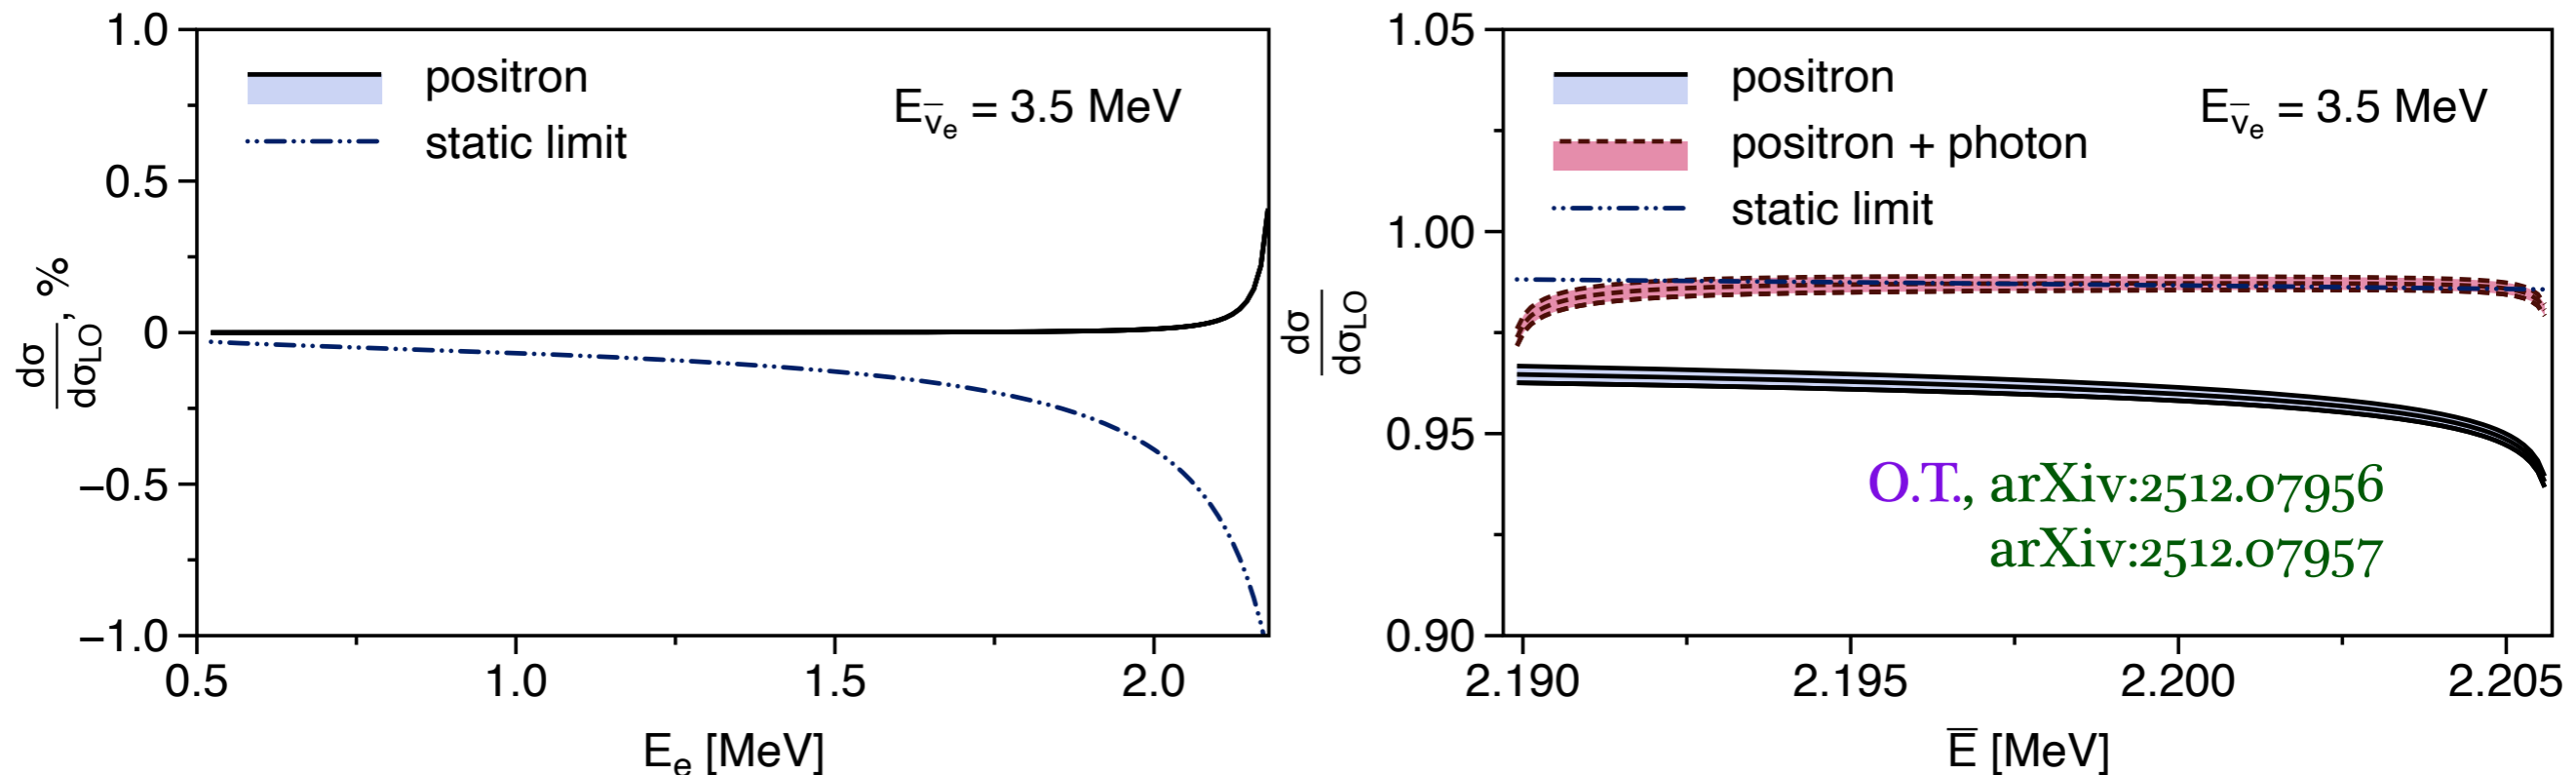 1.0
0.5
0
−0.5
−1.0
dσ
dσLO
, %
positron
static limit
Eν̅e = 3.5 MeV
0.5 1.0 1.5 2.0
Ee [MeV]
1.05
1.00
0.95
0.90
dσ
dσLO
positron
positron + photon
static limit
Eν̅e = 3.5 MeV
O.T., arXiv:2512.07956
arXiv:2512.07957
2.190 2.195 2.200 2.205
E̅ [MeV]